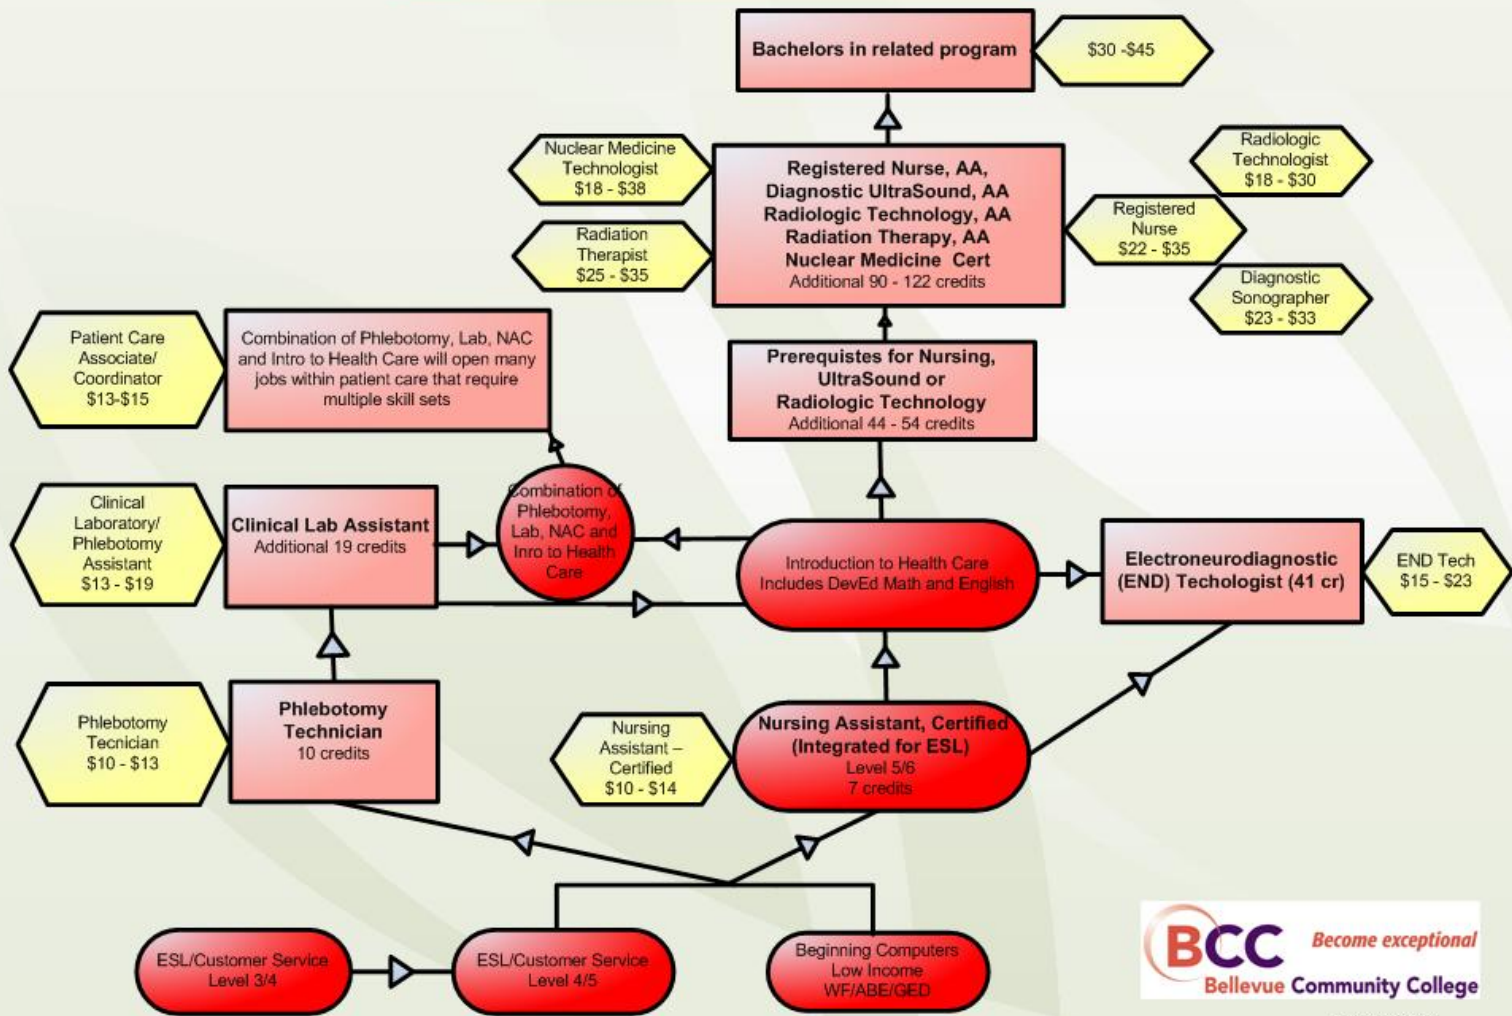 Bachelors in related program
$30 -$45
Nuclear Medicine
Technologist
$18 - $38
Radiation
Therapist
$25 - $35
Registered Nurse, AA,
Diagnostic UltraSound, AA
Radiologic Technology, AA
Radiation Therapy, AA
Nuclear Medicine Cert
Additional 90 - 122 credits
Radiologic
Technologist
$18 - $30
Registered
Nurse
$22 - $35
Diagnostic
Sonographer
$23 - $33
Patient Care
Associate/
Coordinator
$13-$15
Combination of Phlebotomy, Lab, NAC
and Intro to Health Care will open many
jobs within patient care that require
multiple skill sets
Prerequistes for Nursing,
UltraSound or
Radiologic Technology
Additional 44 - 54 credits
Clinical
Laboratory/
Phlebotomy
Assistant
$13 - $19
Clinical Lab Assistant
Additional 19 credits
Combination of
Phlebotomy,
Lab, NAC and
Inro to Health
Care
Introduction to Health Care
Includes DevEd Math and English
Electroneurodiagnostic
(END) Techologist (41 cr)
END Tech
$15 - $23
Phlebotomy
Tecnician
$10 - $13
Phlebotomy
Technician
10 credits
Nursing
Assistant –
Certified
$10 - $14
Nursing Assistant, Certified
(Integrated for ESL)
Level 5/6
7 credits
ESL/Customer Service
Level 3/4
ESL/Customer Service
Level 4/5
Beginning Computers
Low Income
WF/ABE/GED
BCC Become exceptional
Bellevue Community College